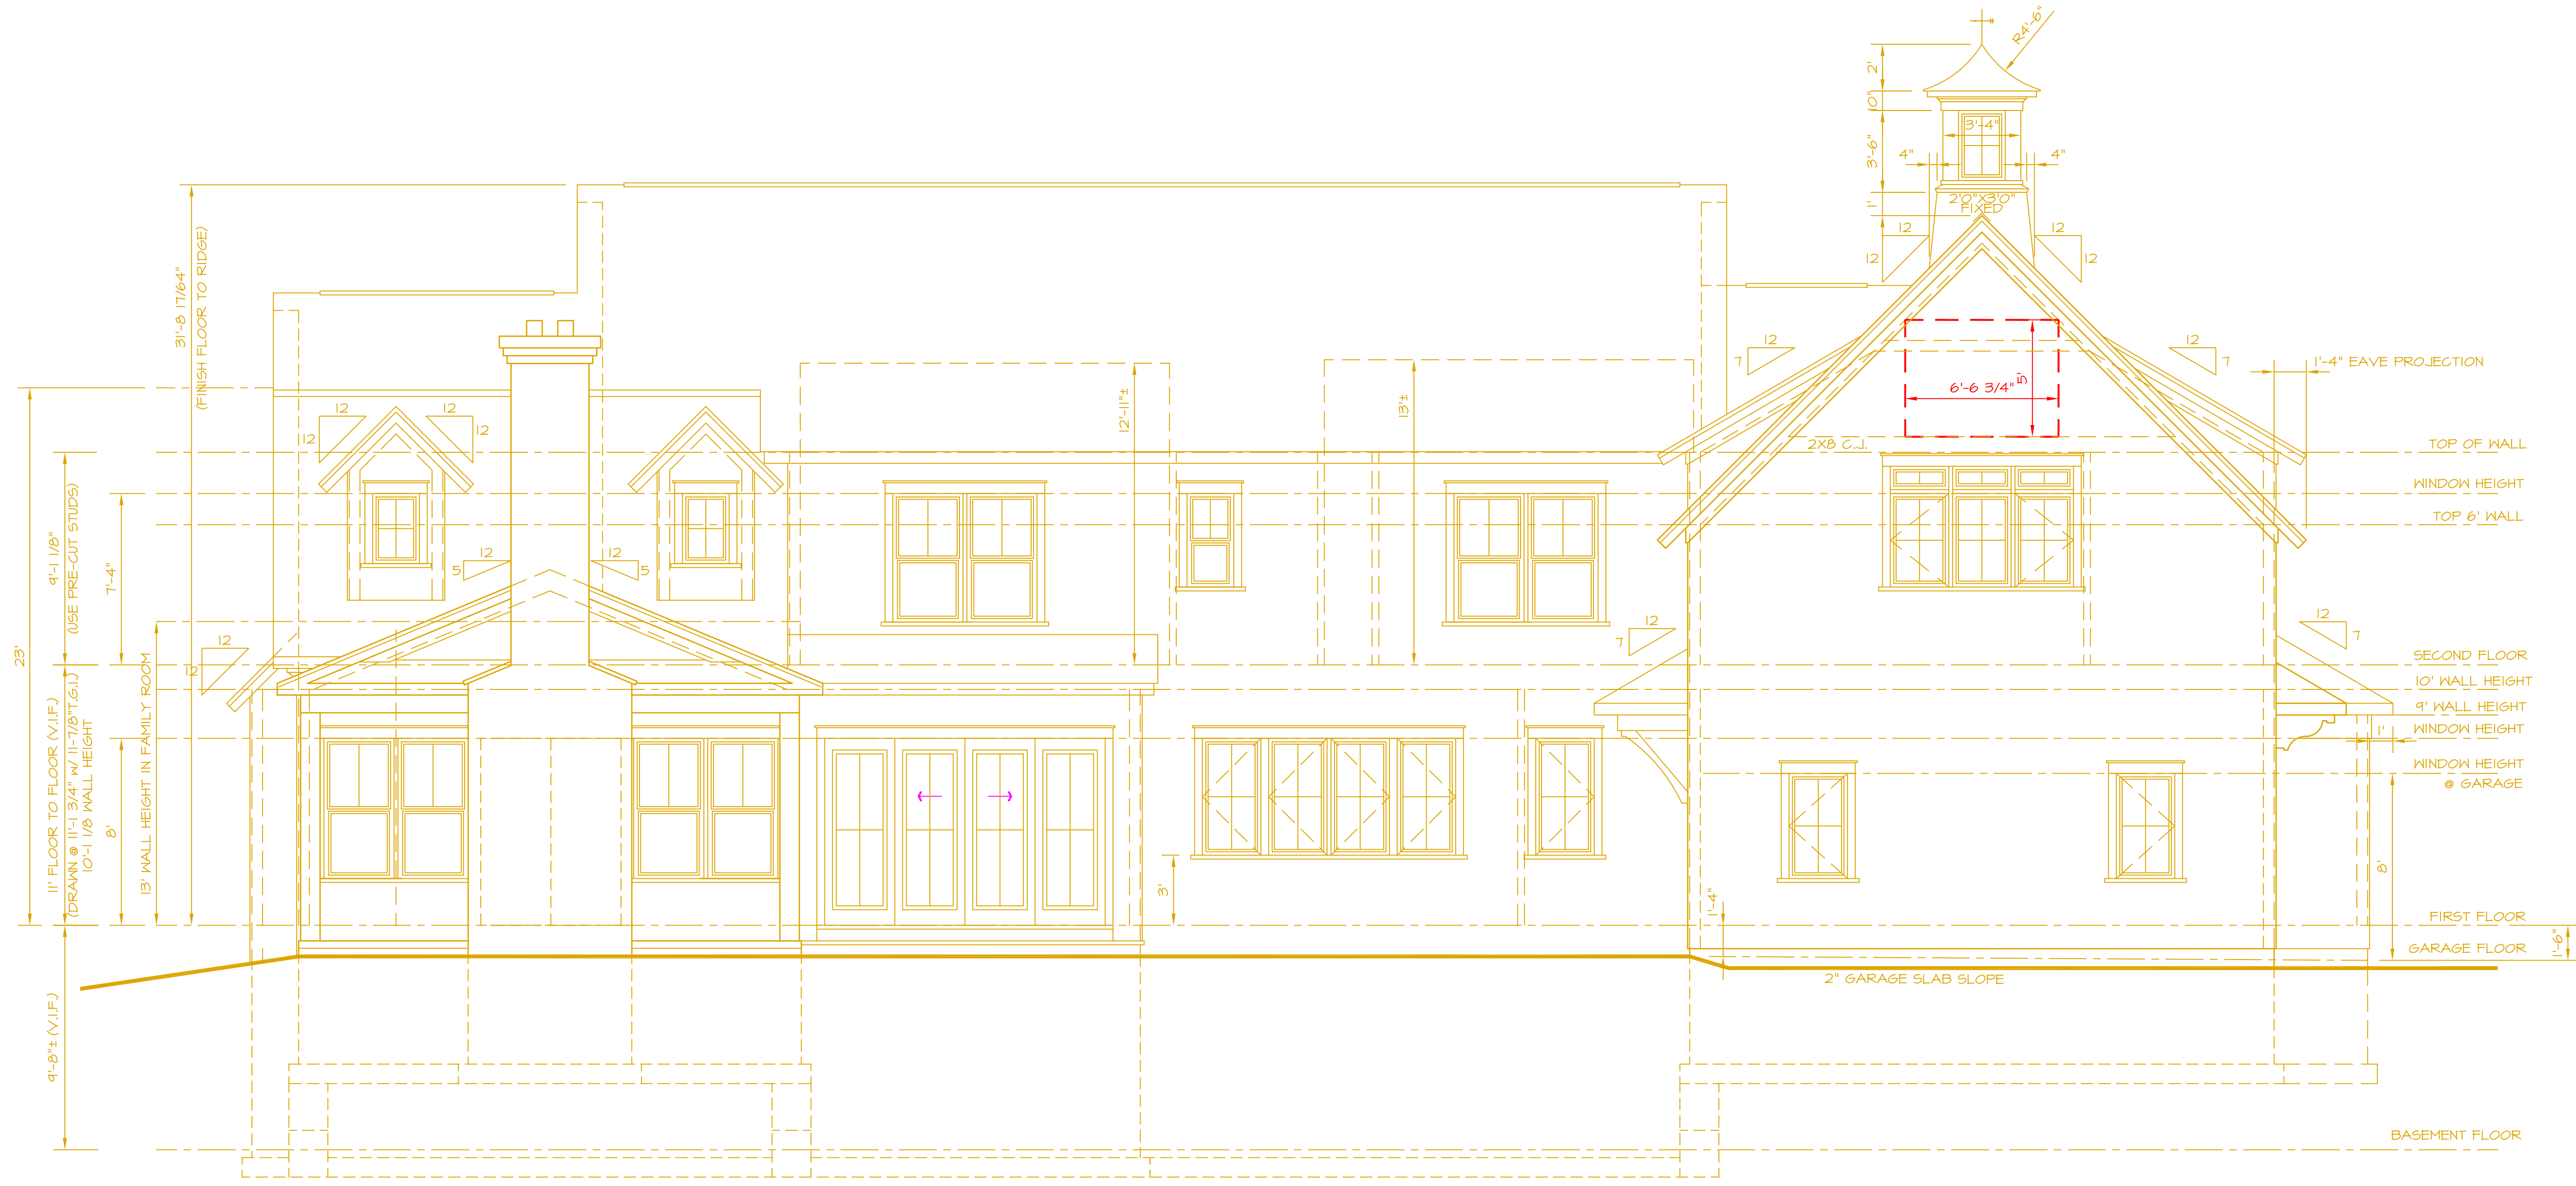 R4'-6"
2'
10"
3'-4"
3'-6"
4"
4"
1'
2'0"X3'0"
FIXED
12
12
12
12
31'-8 17/64"
(FINISH FLOOR TO RIDGE)
12
7
12
7
1'-4" EAVE PROJECTION
6'-6 3/4"
5'
12'-11"±
13'±
12
12
12
12
2X8 C.J.
TOP OF WALL
WINDOW HEIGHT
TOP 6' WALL
9'-1 1/8"
(USE PRE-CUT STUDS)
7'-4"
12
5
12
5
23'
12
12
12
7
12
7
SECOND FLOOR
10' WALL HEIGHT
9' WALL HEIGHT
WINDOW HEIGHT
1'
WINDOW HEIGHT
@ GARAGE
11' FLOOR TO FLOOR (V.I.F.)
(DRAWN @ 11'-1 3/4" W/ 11-7/8"T.G.I.)
10'-1 1/8 WALL HEIGHT
8'
13' WALL HEIGHT IN FAMILY ROOM
3'
1'-4"
8'
FIRST FLOOR
GARAGE FLOOR
1'-6"
2" GARAGE SLAB SLOPE
9'-8"± (V.I.F.)
BASEMENT FLOOR